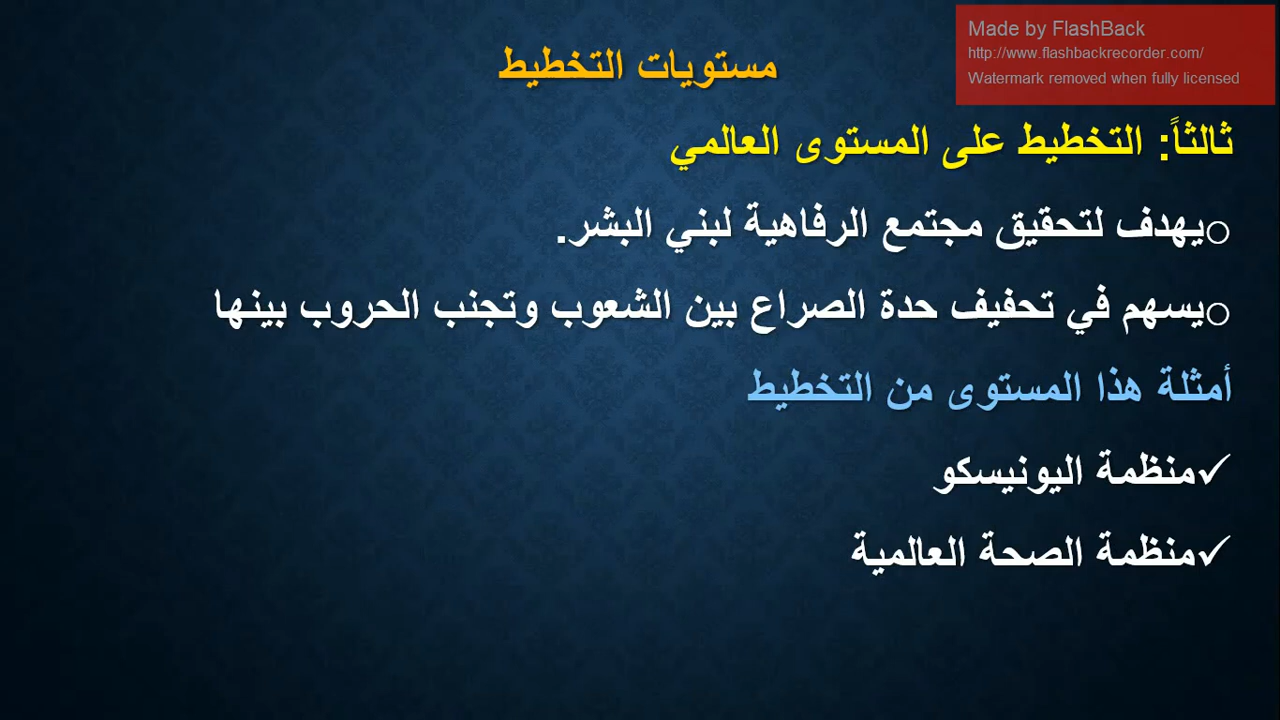 Made by FlashBack
http://www.flashbackrecorder.com/
Watermark removed when fully licensed
مستويات التخطيط
ثالثاً: التخطيط على المستوى العالمي
يهدف لتحقيق مجتمع الرفاهية لبني البشر.
يسهم في تحفيف حدة الصراع بين الشعوب وتجنب الحروب بينها
أمثلة هذا المستوى من التخطيط
منظمة اليونيسكو
منظمة الصحة العالمية